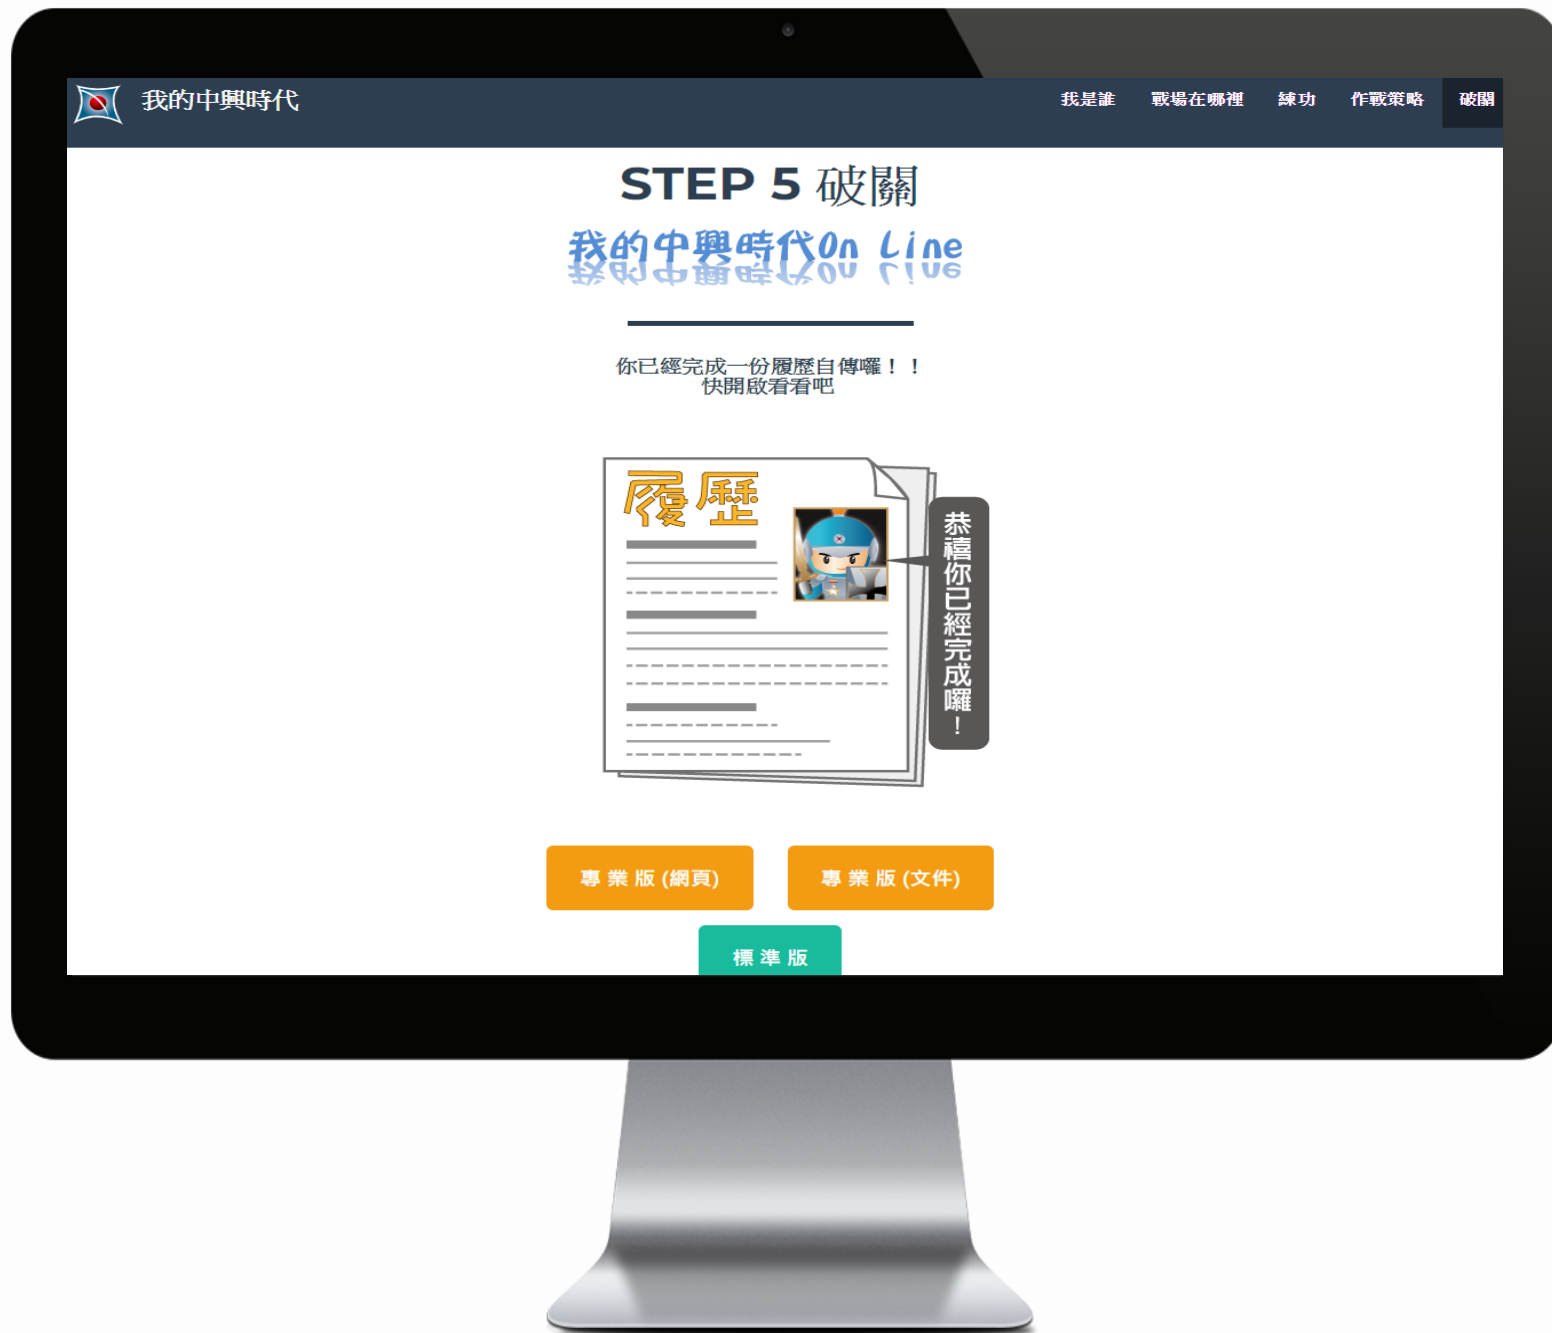 我的中興時代
我是誰 戰場在哪裡 練功 作戰策略 破關
STEP 5 破關
我的中興時代On Line
你已經完成一份履歷自傳囉！！
快開啟看看吧
履歷
恭禧你已經完成囉！
專業版(網頁) 專業版(文件)
標準版